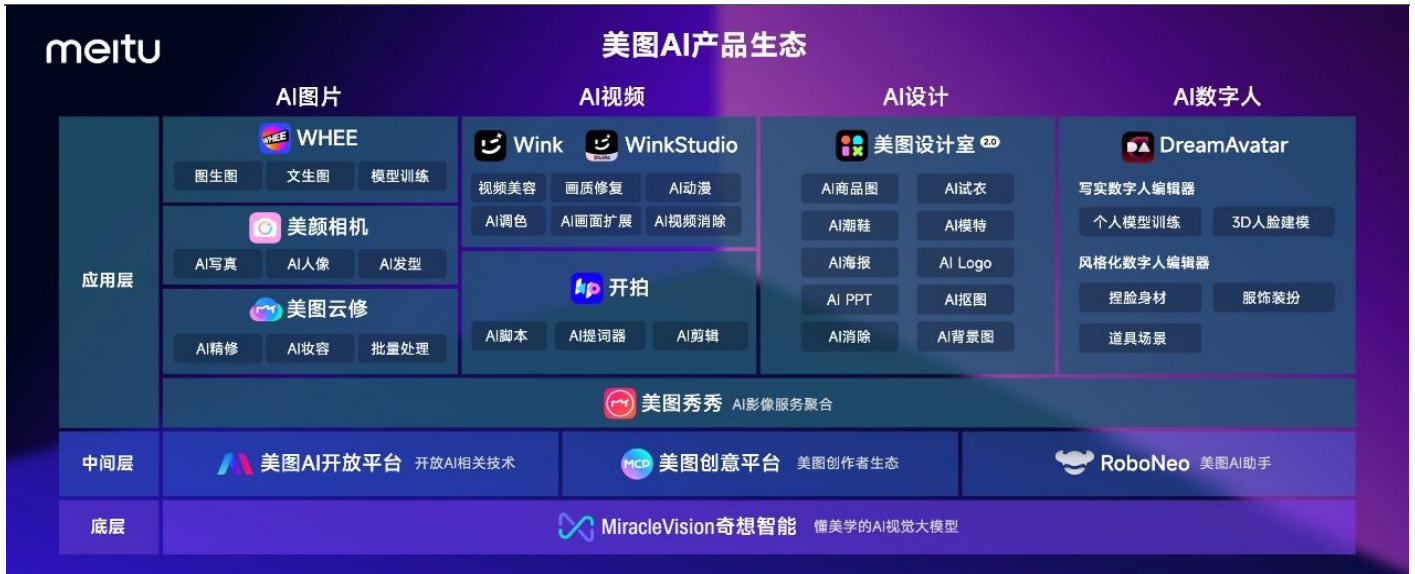 meitu
美图AI产品生态
AI图片 AI视频 AI设计 AI数字人
应用层
WHEE
WHEE
图生图 文生图 模型训练
美颜相机
AI写真 AI人像 AI发型
美图云修
AI精修 AI妆容 批量处理
Wink
Studio
WinkStudio
视频美容 画质修复 AI动漫
AI调色 AI画面扩展 AI视频消除
开拍
AI脚本 AI提词器 AI剪辑
美图设计室 2.0
AI商品图 AI试衣
AI潮鞋 AI模特
AI海报 AI Logo
AI PPT AI抠图
AI消除 AI背景图
DreamAvatar
写实数字人编辑器
个人模型训练 3D人脸建模
风格化数字人编辑器
捏脸身材 服饰装扮
道具场景
美图秀秀 AI影像服务聚合
中间层
美图AI开放平台 开放AI相关技术
MCP 美图创意平台 美图创作者生态
RoboNeo 美图AI助手
底层
MiracleVision奇想智能 懂美学的AI视觉大模型